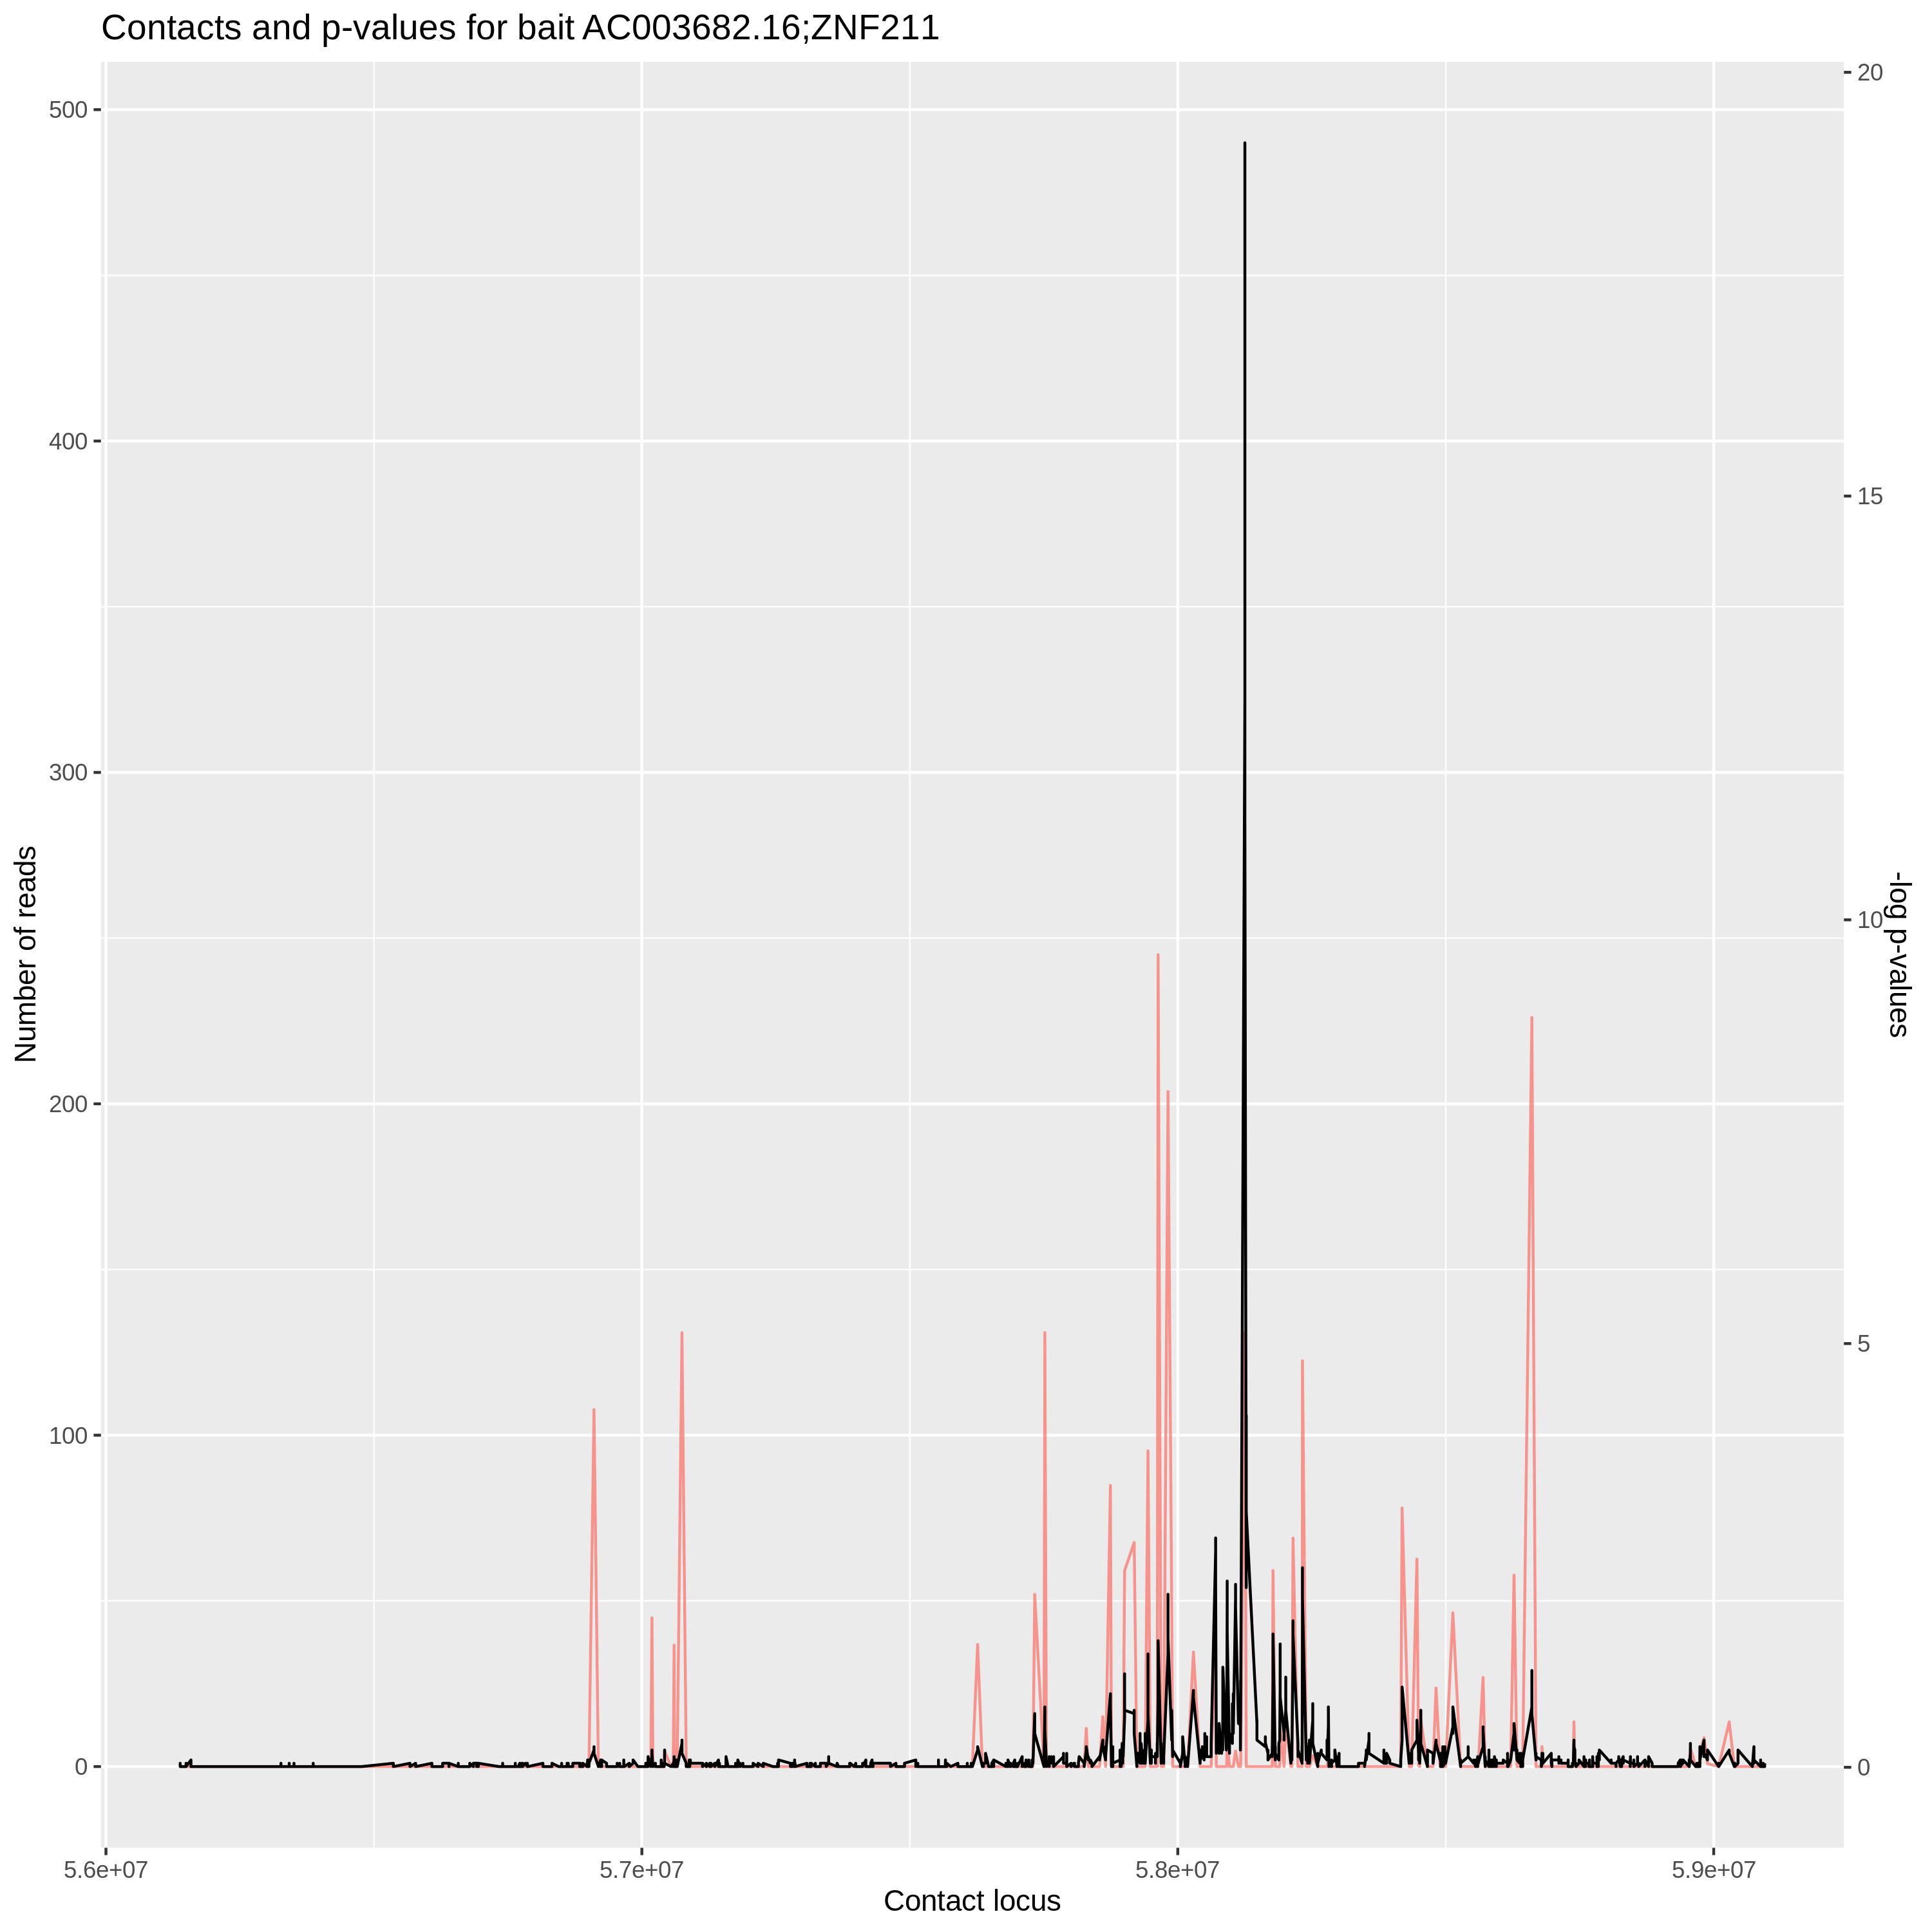 Contacts and p-values for bait AC003682.16;ZNF211
500
400
300
200
100
0
Number of reads
20
15
10
5
0
-log p-values
5.6e+07
5.7e+07
5.8e+07
5.9e+07
Contact locus